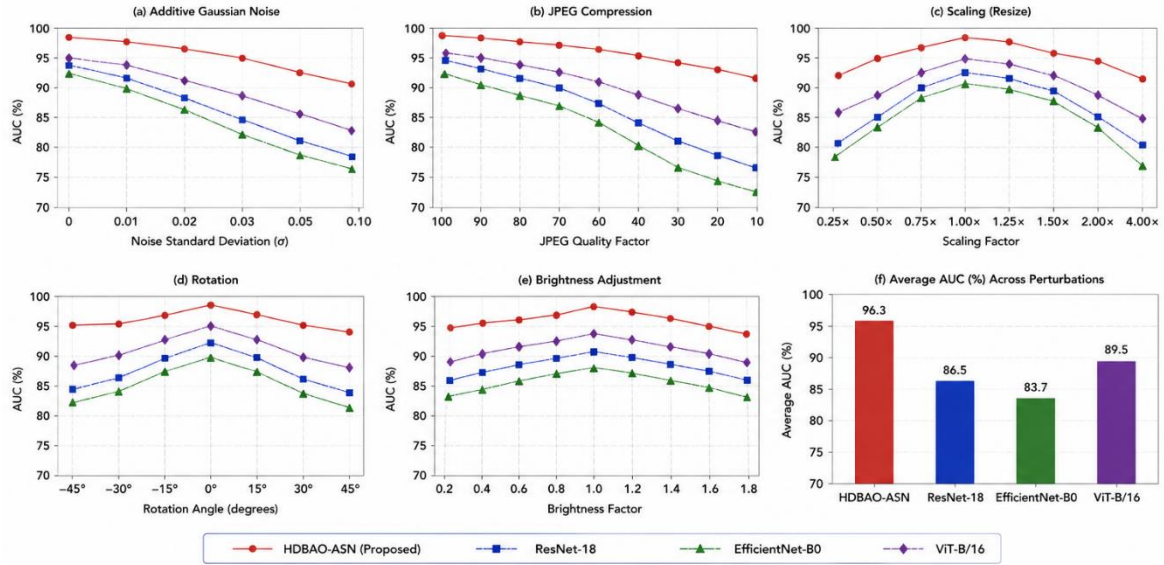 (a) Additive Gaussian Noise
100
95
90
85
80
75
70
AUC (%)
0 0.01 0.02 0.03 0.05 0.10
Noise Standard Deviation (σ)
(b) JPEG Compression
100
95
90
85
80
75
70
AUC (%)
100 90 80 70 60 40 30 20 10
JPEG Quality Factor
(c) Scaling (Resize)
100
95
90
85
80
75
70
AUC (%)
0.25× 0.50× 0.75× 1.00× 1.25× 1.50× 2.00× 4.00×
Scaling Factor
(d) Rotation
100
95
90
85
80
75
70
AUC (%)
−45° −30° −15° 0° 15° 30° 45°
Rotation Angle (degrees)
(e) Brightness Adjustment
100
95
90
85
80
75
70
AUC (%)
0.2 0.4 0.6 0.8 1.0 1.2 1.4 1.6 1.8
Brightness Factor
(f) Average AUC (%) Across Perturbations
100
95
90
85
80
75
70
Average AUC (%)
96.3
86.5
83.7
89.5
HDBAO-ASN ResNet-18 EfficientNet-B0 ViT-B/16
HDBAO-ASN (Proposed) ResNet-18 EfficientNet-B0 ViT-B/16